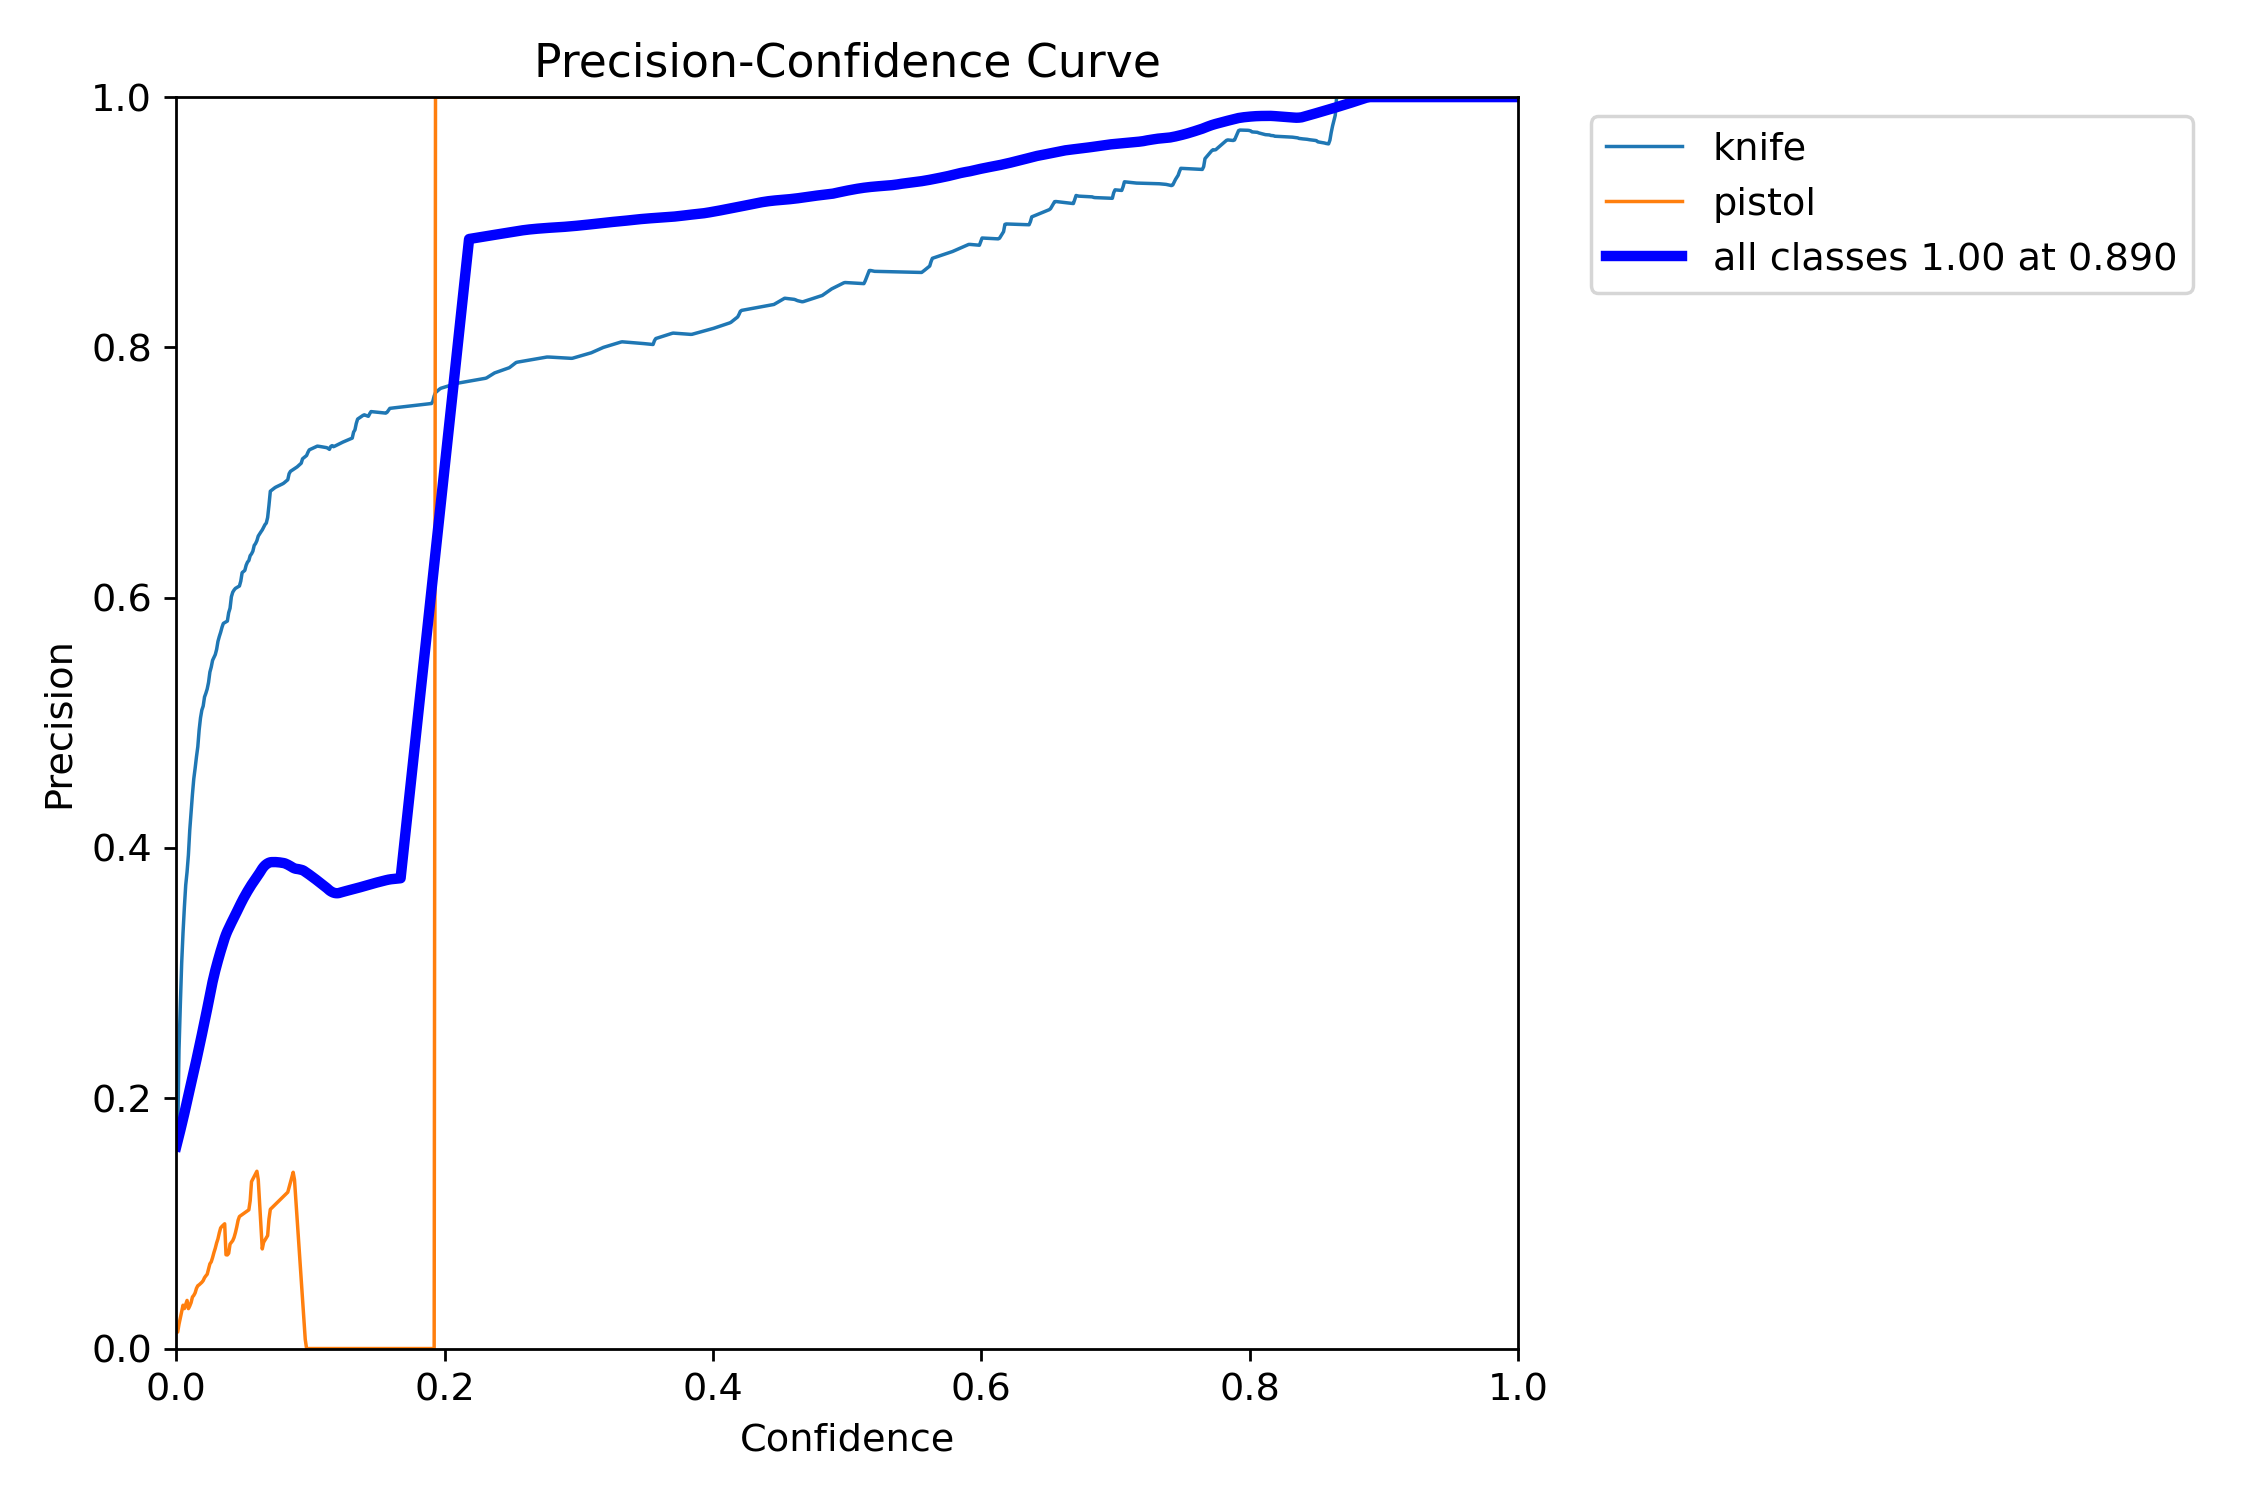 Precision-Confidence Curve
1.0
0.8
0.6
0.4
0.2
0.0
Precision
0.0 0.2 0.4 0.6 0.8 1.0
Confidence
knife
pistol
all classes 1.00 at 0.890